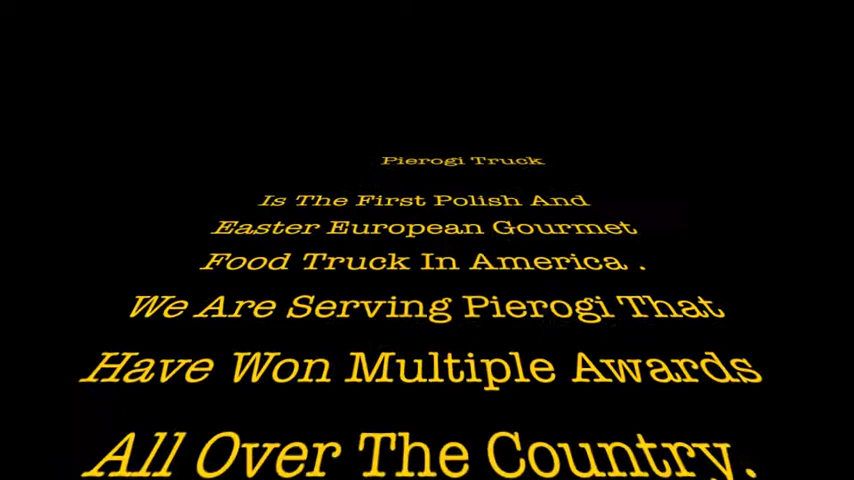 Pierogi Truck
Is The First Polish And
Easter European Gourmet
Food Truck In America .
We Are Serving Pierogi That
Have Won Multiple Awards
All Over The Country.